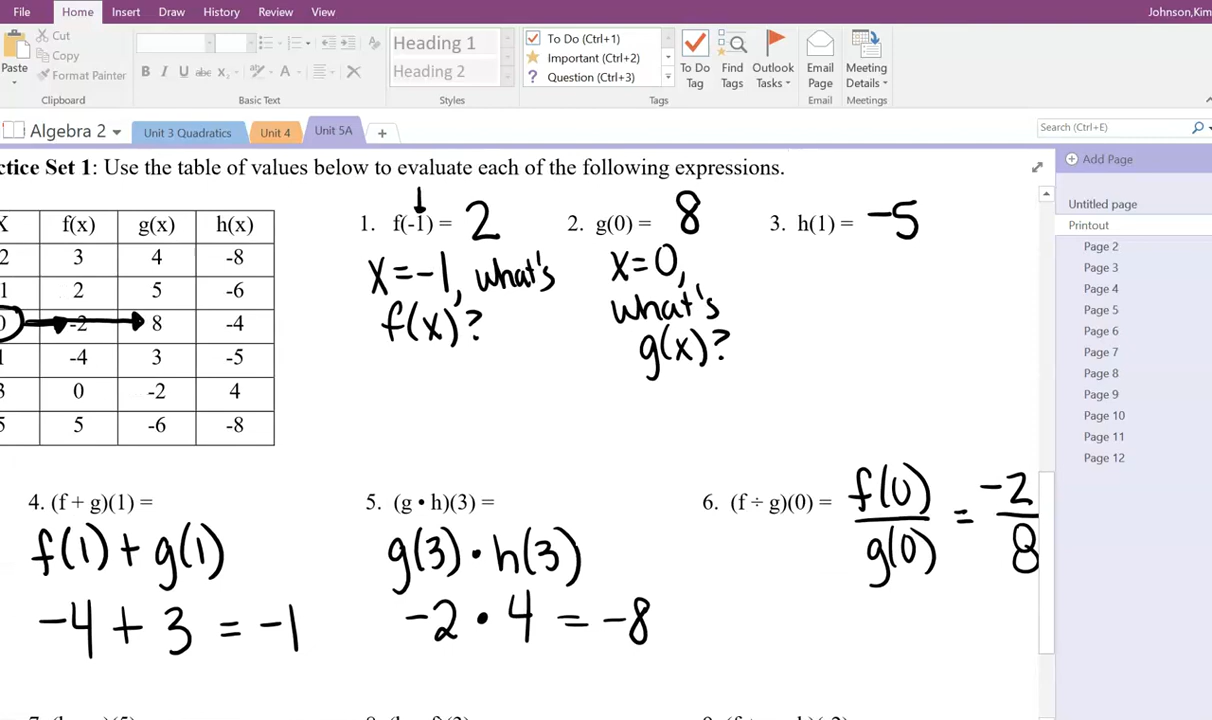 File Home Insert Draw History Review View Johnson,Kim
Cut
Copy
Format Painter
Paste
Clipboard
B I U abc x
Basic Text
Heading 1
Heading 2
Styles
To Do (Ctrl+1)
Important (Ctrl+2)
Question (Ctrl+3)
To Do Tag
Find Tags
Outlook Tasks
Tags
Email Page
Email
Meeting Details
Meetings
Algebra 2 Unit 3 Quadratics Unit 4 Unit 5A +
Search (Ctrl+E)
Add Page
Untitled page
Printout
Page 2
Page 3
Page 4
Page 5
Page 6
Page 7
Page 8
Page 9
Page 10
Page 11
Page 12
ctice Set 1: Use the table of values below to evaluate each of the following expressions.
X f(x) g(x) h(x)
2 3 4 -8
1 2 5 -6
0 -2 8 -4
1 -4 3 -5
3 0 -2 4
5 5 -6 -8
1. f(-1) = 2
x=-1, what's
f(x)?
2. g(0) = 8
x=0,
what's
g(x)?
3. h(1) = -5
4. (f + g)(1) =
f(1) + g(1)
-4 + 3 = -1
5. (g • h)(3) =
g(3) • h(3)
-2 • 4 = -8
6. (f ÷ g)(0) = f(0)/g(0) = -2/8